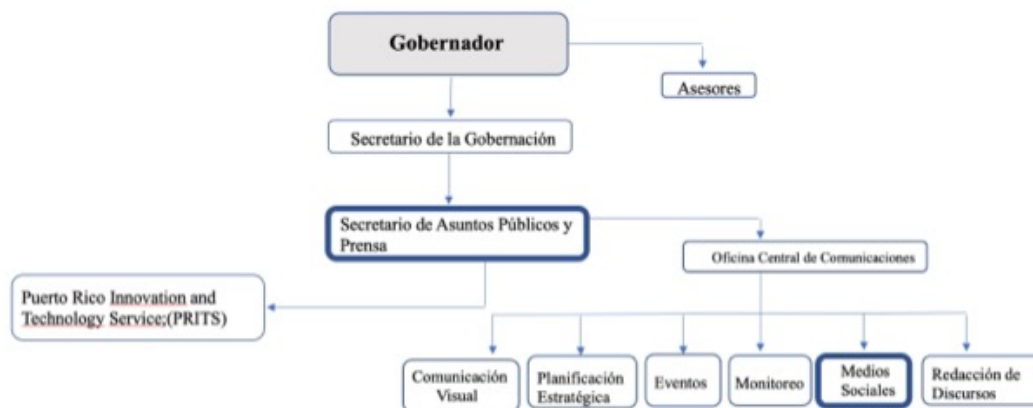 Gobernador
Asesores
Secretario de la Gobernación
Secretario de Asuntos Públicos y
Prensa
Oficina Central de Comunicaciones
Puerto Rico Innovation and
Technology Service;(PRITS)
Comunicación
Visual
Planificación
Estratégica
Eventos
Monitoreo
Medios
Sociales
Redacción de
Discursos